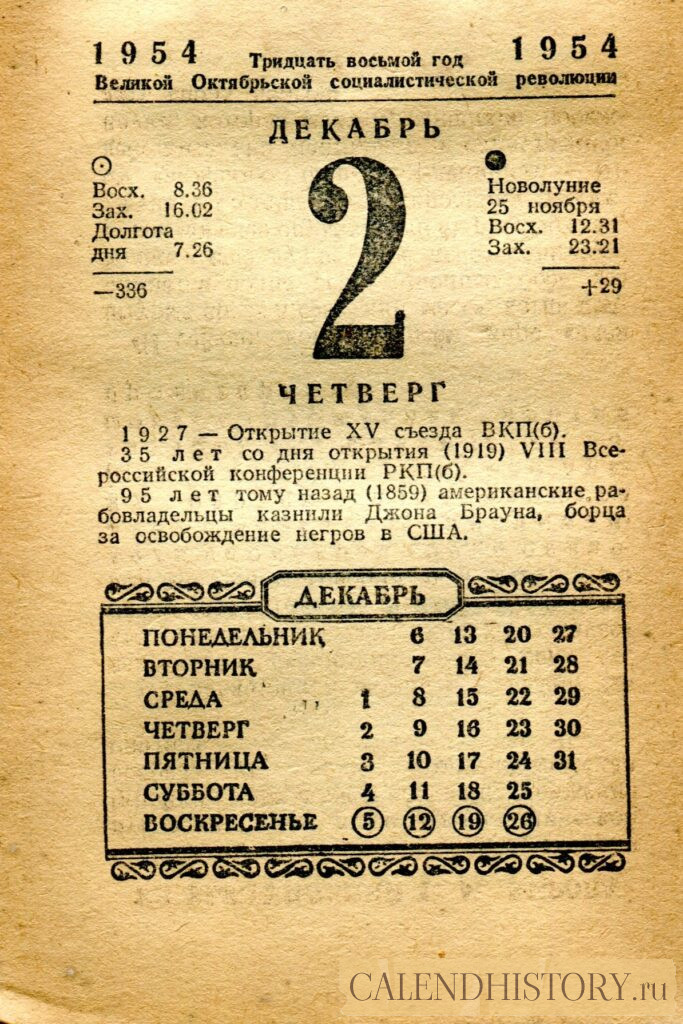 1954 Тридцать восьмой год 1954
Великой Октябрьской социалистической революции
ДЕКАБРЬ
Восх. 8.36
Зах. 16.02
Долгота
дня 7.26
—336
2
Новолуние
25 ноября
Восх. 12.31
Зах. 23.21
+29
ЧЕТВЕРГ
1927 — Открытие XV съезда ВКП(б).
35 лет со дня открытия (1919) VIII Все-
российской конференции РКП(б).
95 лет тому назад (1859) американские ра-
бовладельцы казнили Джона Брауна, борца
за освобождение негров в США.
ДЕКАБРЬ
ПОНЕДЕЛЬНИК 6 13 20 27
ВТОРНИК 7 14 21 28
СРЕДА 1 8 15 22 29
ЧЕТВЕРГ 2 9 16 23 30
ПЯТНИЦА 3 10 17 24 31
СУББОТА 4 11 18 25
ВОСКРЕСЕНЬЕ 5 12 19 26
CALENDHISTORY.ru